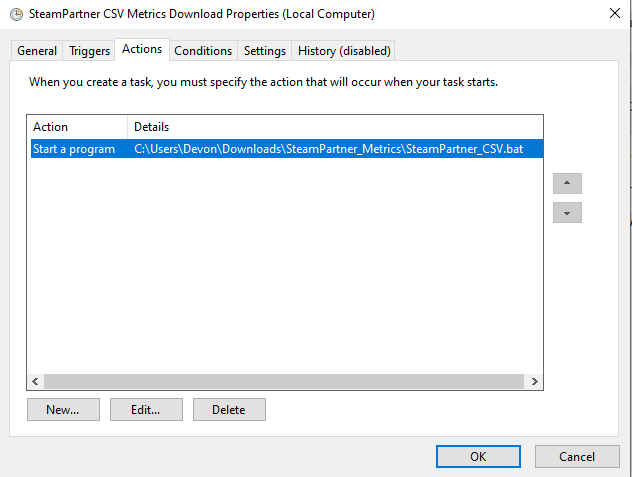 SteamPartner CSV Metrics Download Properties (Local Computer)
General Triggers Actions Conditions Settings History (disabled)
When you create a task, you must specify the action that will occur when your task starts.
Action Details
Start a program C:\Users\Devon\Downloads\SteamPartner_Metrics\SteamPartner_CSV.bat
New... Edit... Delete
OK Cancel